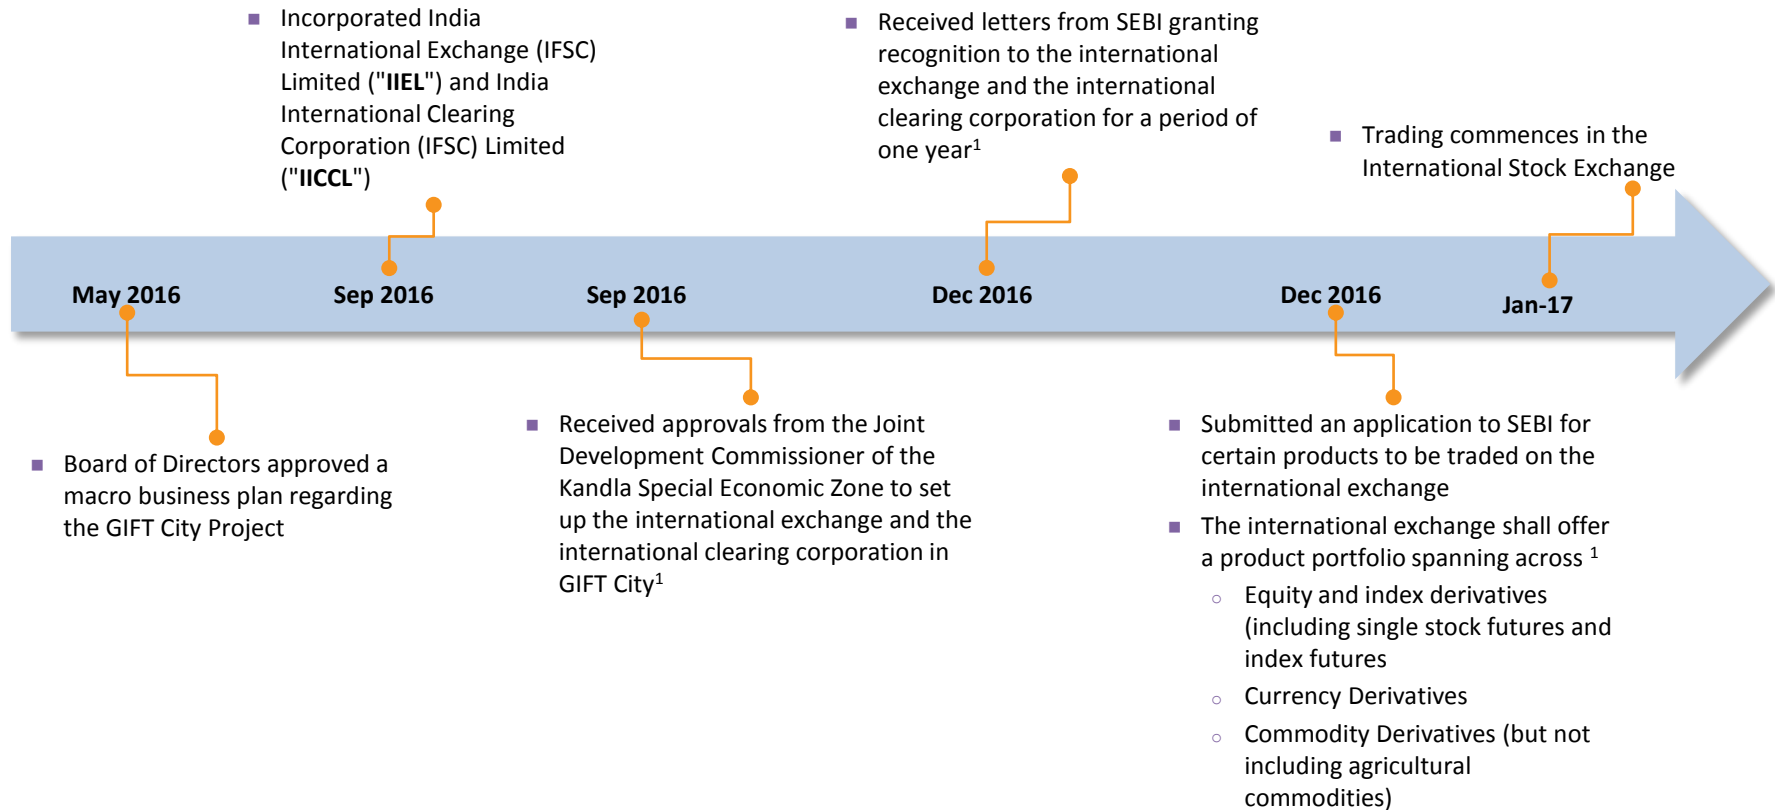 ■ Incorporated India
International Exchange (IFSC)
Limited ("IIEL") and India
International Clearing
Corporation (IFSC) Limited
("IICCL")
■ Received letters from SEBI granting
recognition to the international
exchange and the international
clearing corporation for a period of
one year1
■ Trading commences in the
International Stock Exchange
May 2016
Sep 2016
Sep 2016
Dec 2016
Dec 2016
Jan-17
■ Board of Directors approved a
macro business plan regarding
the GIFT City Project
■ Received approvals from the Joint
Development Commissioner of the
Kandla Special Economic Zone to set
up the international exchange and the
international clearing corporation in
GIFT City1
■ Submitted an application to SEBI for
certain products to be traded on the
international exchange
■ The international exchange shall offer
a product portfolio spanning across 1
○ Equity and index derivatives
(including single stock futures and
index futures
○ Currency Derivatives
○ Commodity Derivatives (but not
including agricultural
commodities)